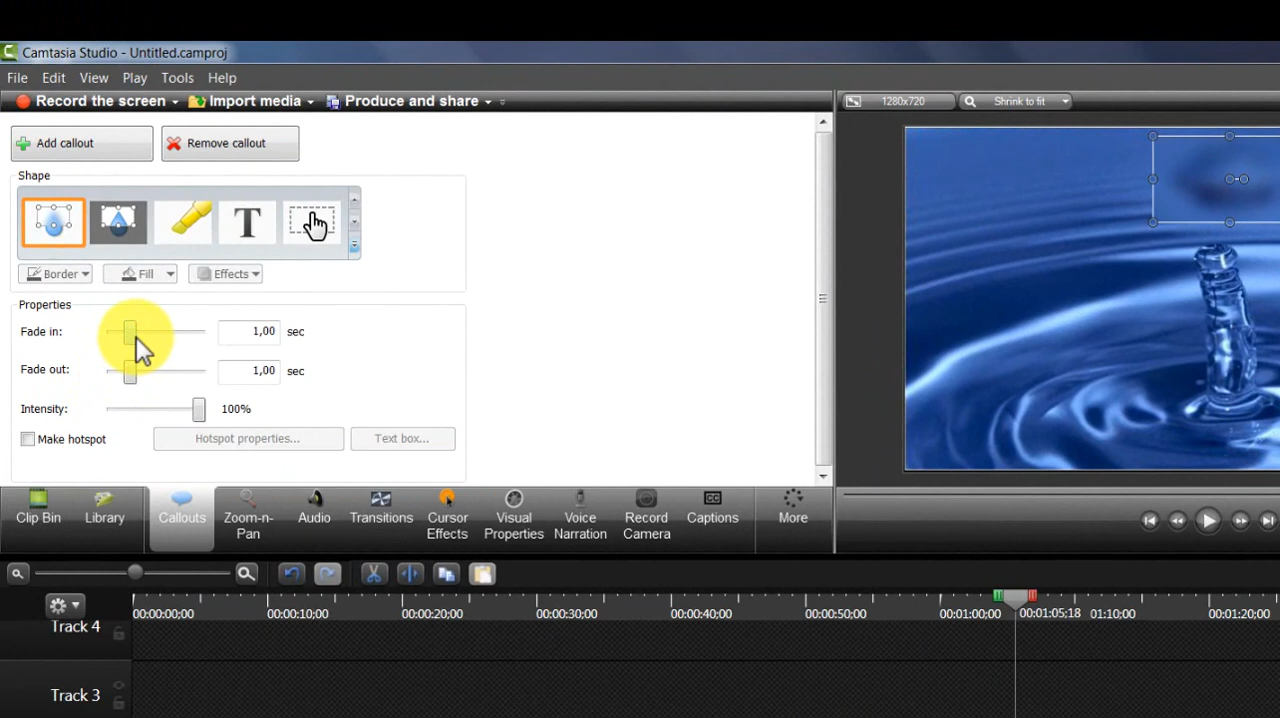 Camtasia Studio - Untitled.camproj
File Edit View Play Tools Help
Record the screen Import media Produce and share
1280x720 Shrink to fit
Add callout Remove callout
Shape
T
Border Fill Effects
Properties
Fade in: 1,00 sec
Fade out: 1,00 sec
Intensity: 100%
Make hotspot Hotspot properties... Text box...
Clip Bin Library Callouts Zoom-n-Pan Audio Transitions Cursor Effects Visual Properties Voice Narration Record Camera CC Captions More
00:00:00;00 00:00:10;00 00:00:20;00 00:00:30;00 00:00:40;00 00:00:50;00 00:01:00;00 00:01:05;18 01:10;00 00:01:20;00
Track 4
Track 3